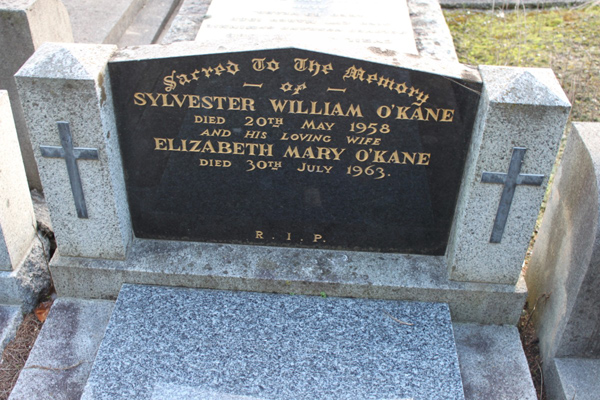 Sacred To The Memory
— of —
SYLVESTER WILLIAM O'KANE
DIED 20TH MAY 1958
AND HIS LOVING WIFE
ELIZABETH MARY O'KANE
DIED 30TH JULY 1963.
R. I. P.